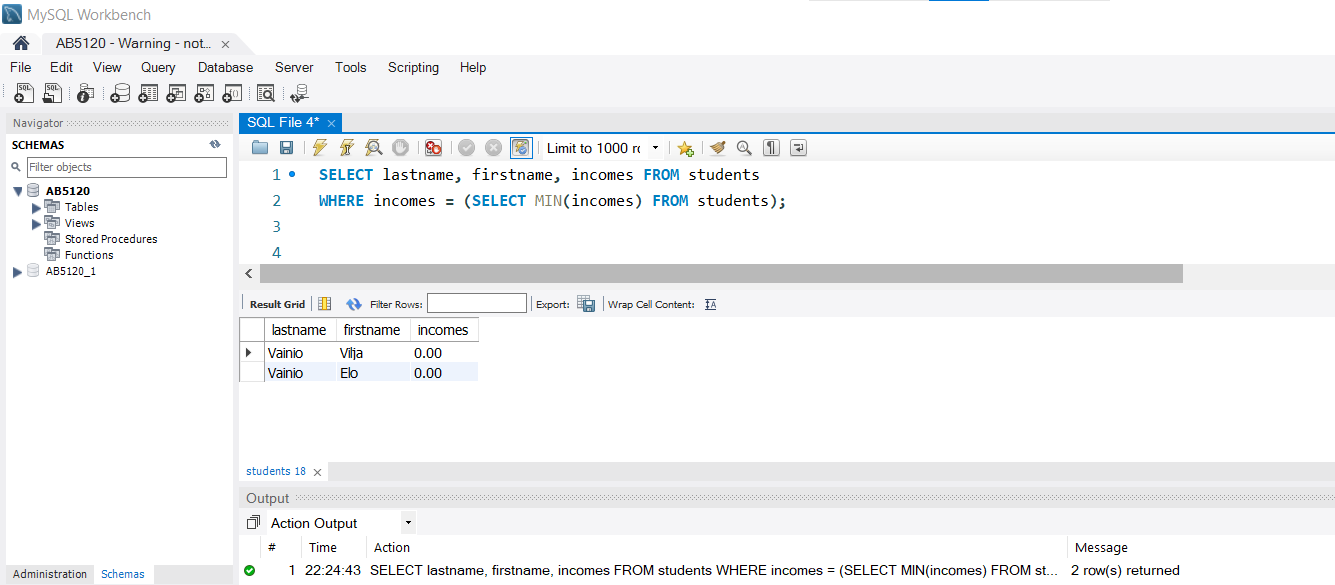 MySQL Workbench
AB5120 - Warning - not... ×
File Edit View Query Database Server Tools Scripting Help
Navigator
SQL File 4* ×
SCHEMAS
Filter objects
AB5120
Tables
Views
Stored Procedures
Functions
AB5120_1
Limit to 1000 rc
1 SELECT lastname, firstname, incomes FROM students
2 WHERE incomes = (SELECT MIN(incomes) FROM students);
3
4
Result Grid Filter Rows: Export: Wrap Cell Content:
lastname firstname incomes
Vainio Vilja 0.00
Vainio Elo 0.00
students 18 ×
Output
Action Output
# Time Action Message
1 22:24:43 SELECT lastname, firstname, incomes FROM students WHERE incomes = (SELECT MIN(incomes) FROM st... 2 row(s) returned
Administration Schemas